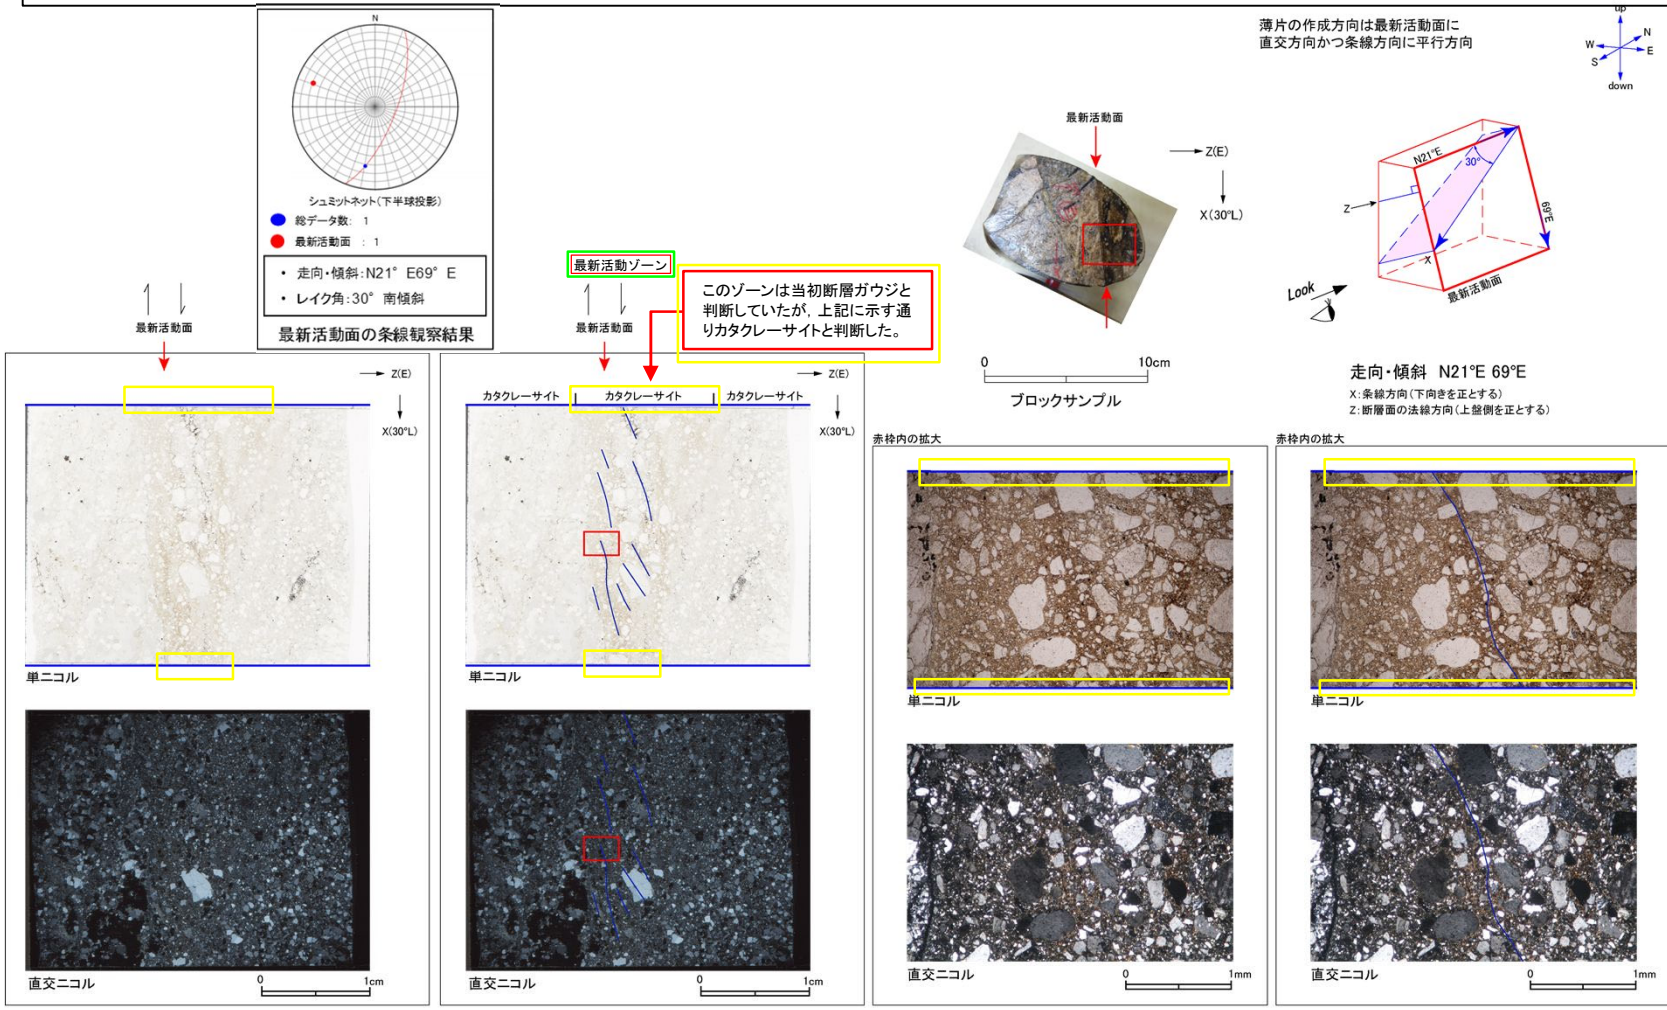 N
シュミットネット(下半球投影)
総データ数: 1
最新活動面 : 1
• 走向・傾斜:N21° E69° E
• レイク角:30° 南傾斜
最新活動面の条線観察結果
薄片の作成方向は最新活動面に
直交方向かつ条線方向に平行方向
up
N
W
E
S
down
最新活動面
Z(E)
X(30°L)
0
10cm
ブロックサンプル
N21°E
30°
69°E
Z
X
最新活動面
Look
走向・傾斜 N21°E 69°E
X:条線方向(下向きを正とする)
Z:断層面の法線方向(上盤側を正とする)
最新活動面
Z(E)
X(30°L)
単ニコル
直交ニコル
0
1cm
最新活動ゾーン
最新活動面
このゾーンは当初断層ガウジと
判断していたが, 上記に示す通
りカタクレーサイトと判断した。
Z(E)
カタクレーサイト
カタクレーサイト
カタクレーサイト
X(30°L)
単ニコル
直交ニコル
0
1cm
赤枠内の拡大
単ニコル
直交ニコル
0
1mm
赤枠内の拡大
単ニコル
直交ニコル
0
1mm